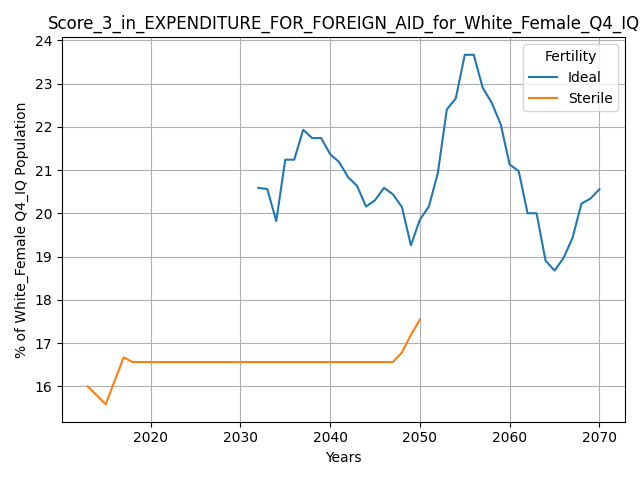 Score_3_in_EXPENDITURE_FOR_FOREIGN_AID_for_White_Female_Q4_IQ
% of White_Female Q4_IQ Population
24
23
22
21
20
19
18
17
16
Fertility
Ideal
Sterile
2020 2030 2040 2050 2060 2070
Years